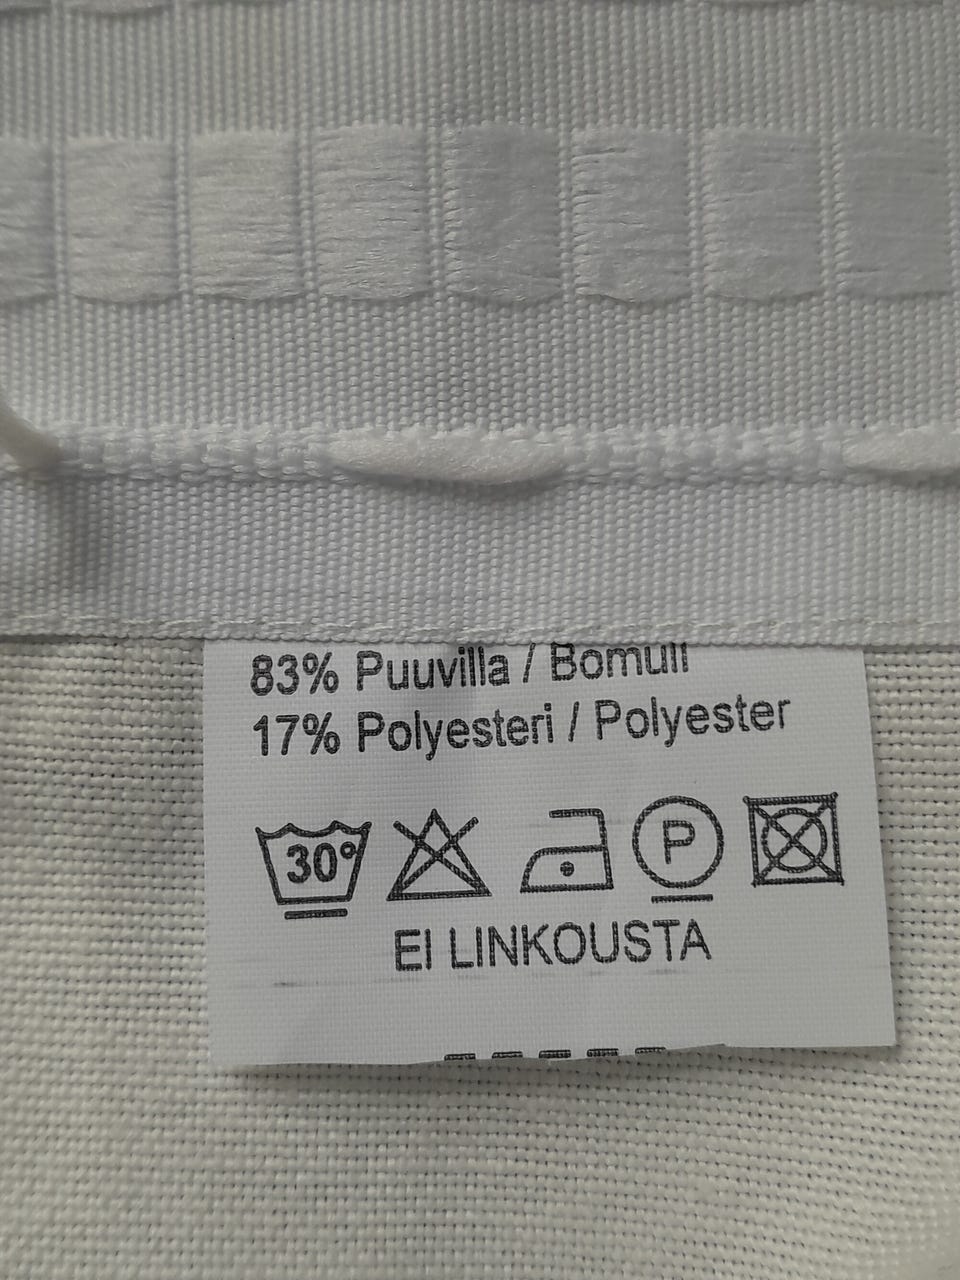 83% Puuvilla / Bomull
17% Polyesteri / Polyester
30°
P
EI LINKOUSTA